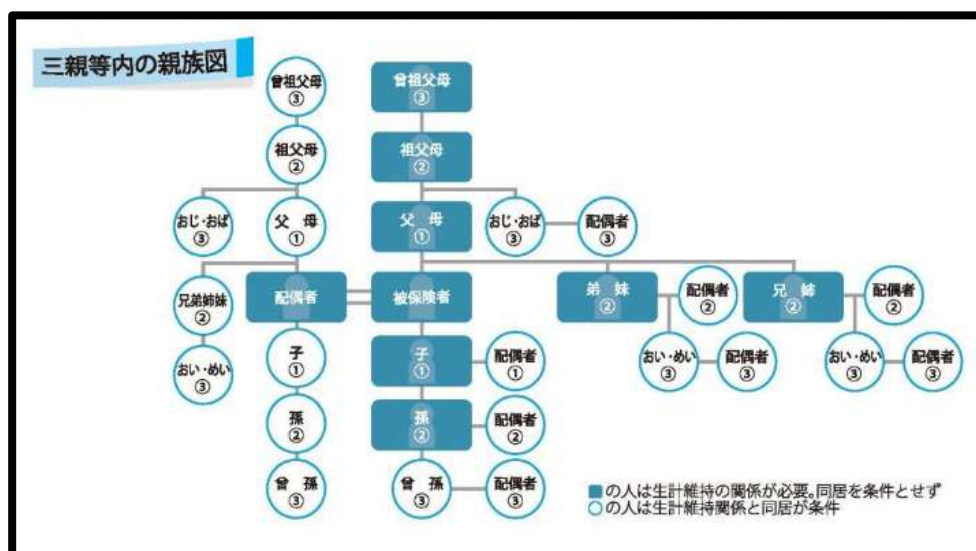 三親等内の親族図
曾祖父母
③
曾祖父母
③
祖父母
②
祖父母
②
おじ・おば
③
父　母
①
父　母
①
おじ・おば
③
配偶者
③
兄弟姉妹
②
配偶者
被保険者
弟　妹
②
配偶者
②
兄　姉
②
配偶者
②
おい・めい
③
子
①
子
①
配偶者
①
おい・めい
③
配偶者
③
おい・めい
③
配偶者
③
孫
②
孫
②
配偶者
②
曾　孫
③
曾　孫
③
配偶者
③
■の人は生計維持の関係が必要。同居を条件とせず
○の人は生計維持関係と同居が条件